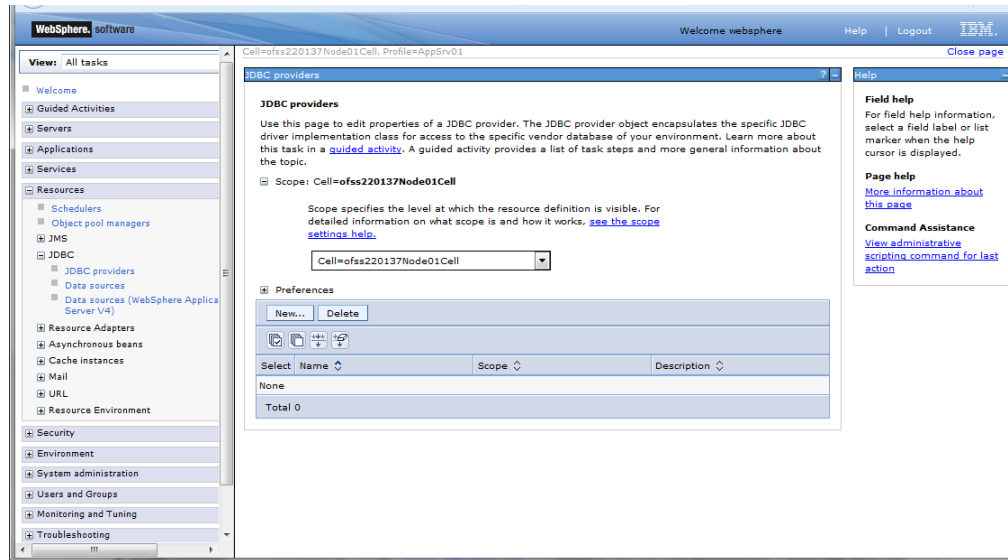 WebSphere. software
Welcome websphere
Help | Logout
IBM.
View: All tasks
Welcome
Guided Activities
Servers
Applications
Services
Resources
Schedulers
Object pool managers
JMS
JDBC
JDBC providers
Data sources
Data sources (WebSphere Applica
Server V4)
Resource Adapters
Asynchronous beans
Cache instances
Mail
URL
Resource Environment
Security
Environment
System administration
Users and Groups
Monitoring and Tuning
Troubleshooting
Cell=ofss220137Node01Cell, Profile=AppSrv01
Close page
JDBC providers
? -
JDBC providers
Use this page to edit properties of a JDBC provider. The JDBC provider object encapsulates the specific JDBC
driver implementation class for access to the specific vendor database of your environment. Learn more about
this task in a guided activity. A guided activity provides a list of task steps and more general information about
the topic.
Scope: Cell=ofss220137Node01Cell
Scope specifies the level at which the resource definition is visible. For
detailed information on what scope is and how it works, see the scope
settings help.
Cell=ofss220137Node01Cell
Preferences
New... Delete
Select Name Scope Description
None
Total 0
Help
Field help
For field help information,
select a field label or list
marker when the help
cursor is displayed.
Page help
More information about
this page
Command Assistance
View administrative
scripting command for last
action